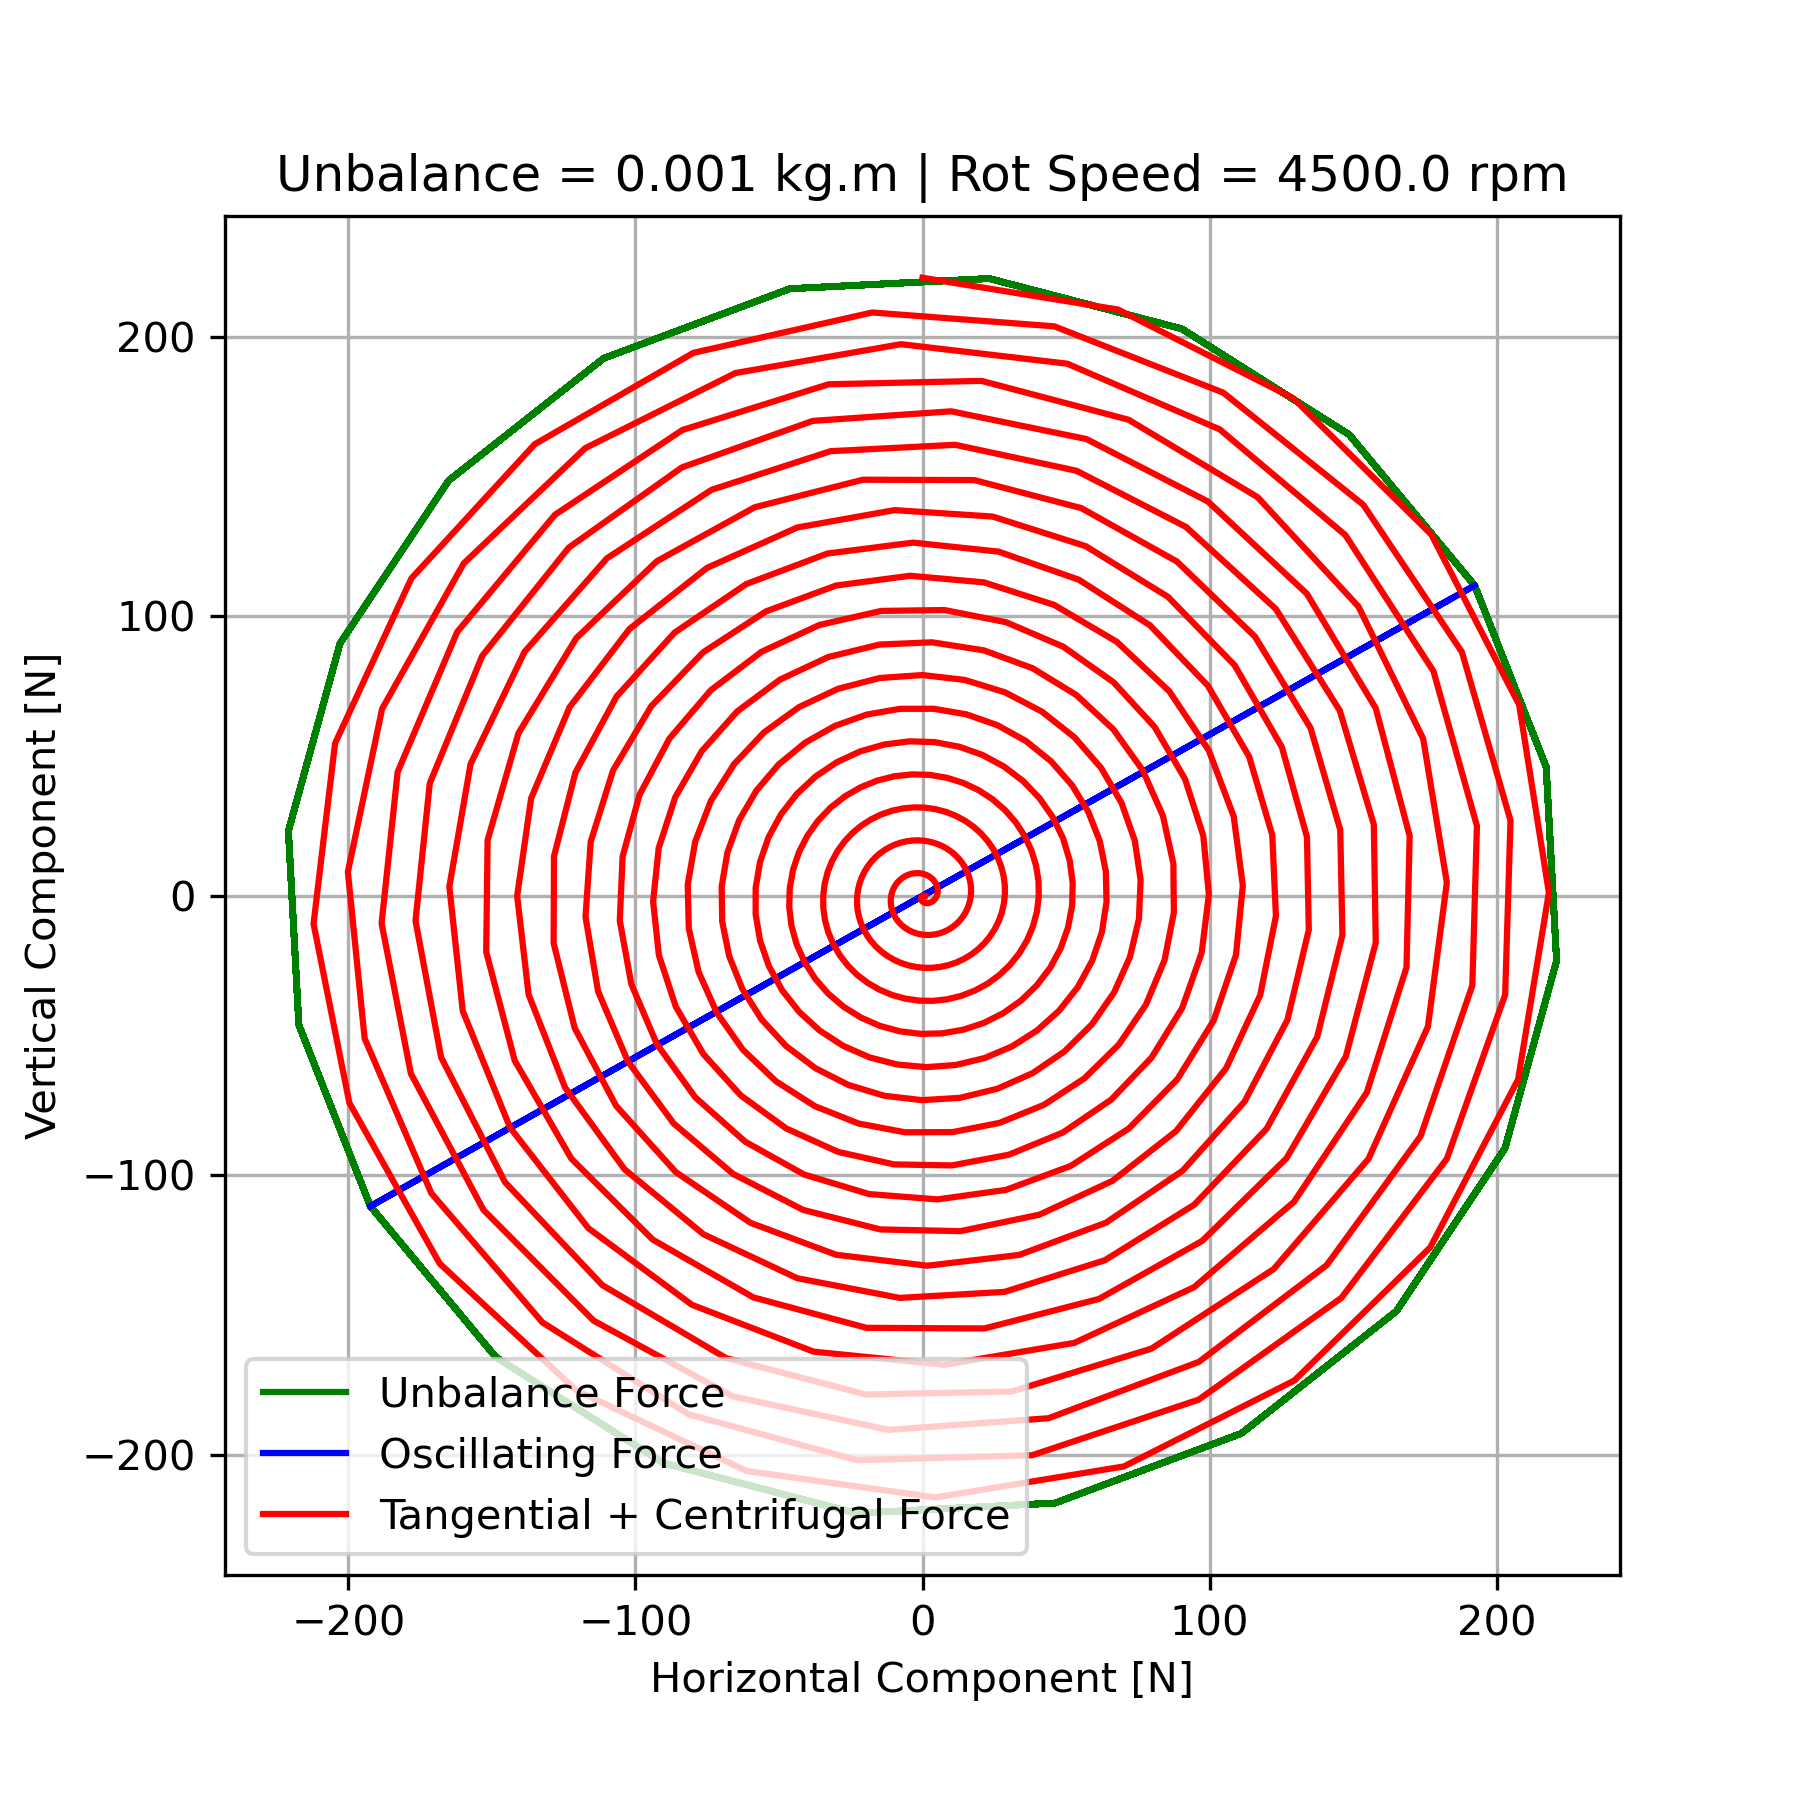 Unbalance = 0.001 kg.m | Rot Speed = 4500.0 rpm
Vertical Component [N]
200
100
0
−100
−200
Unbalance Force
Oscillating Force
Tangential + Centrifugal Force
−200 −100 0 100 200
Horizontal Component [N]